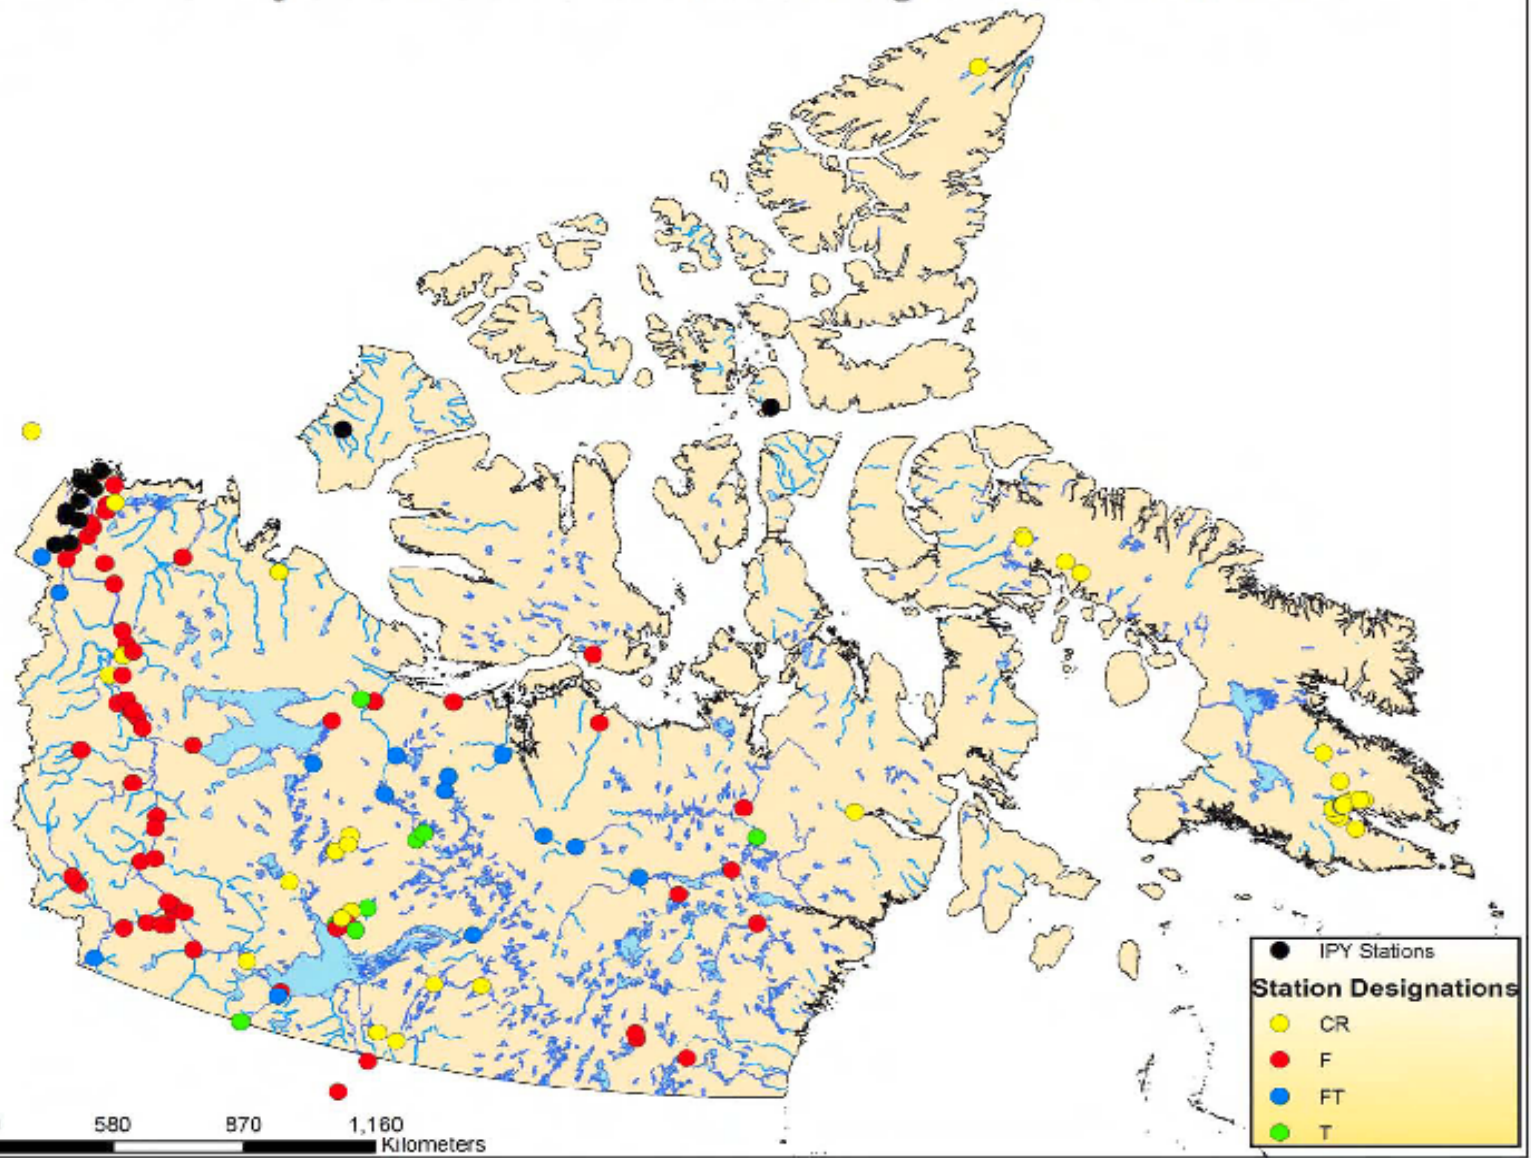 IPY Stations
Station Designations
CR
F
FT
T
580 870 1,160
Kilometers